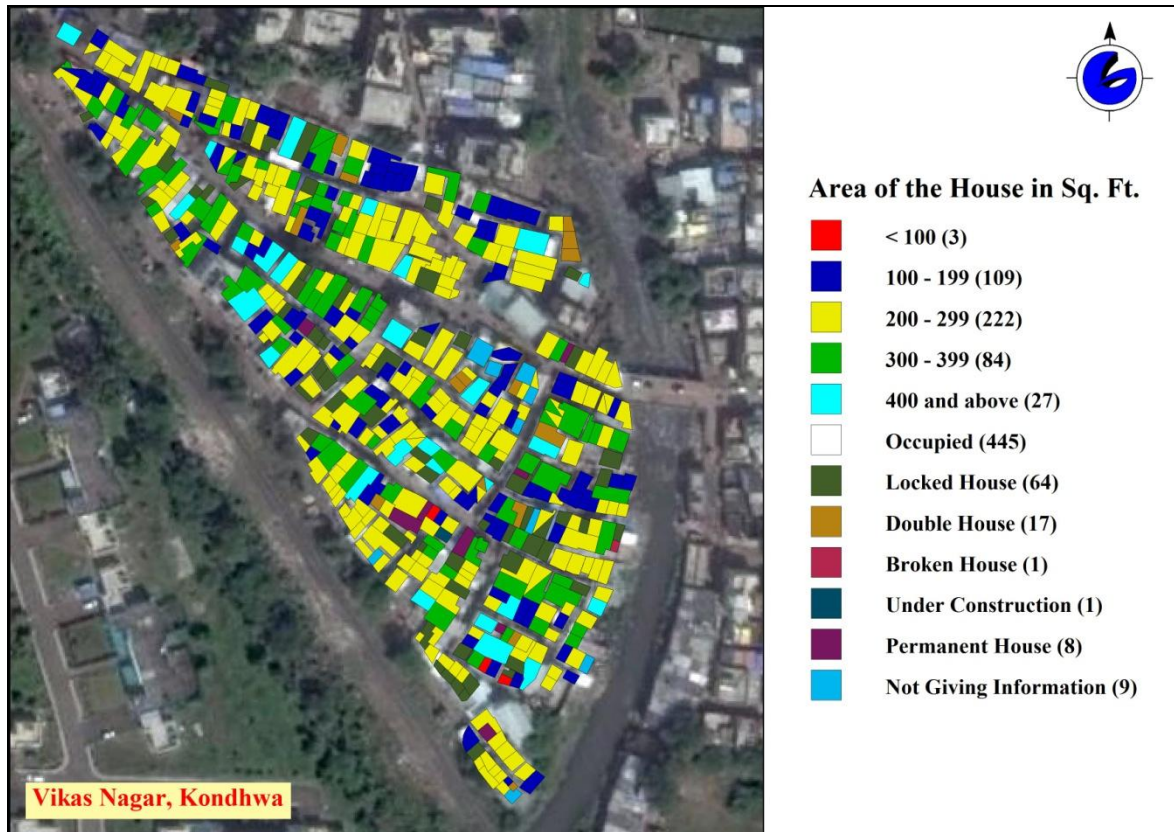 Area of the House in Sq. Ft.
< 100 (3)
100 - 199 (109)
200 - 299 (222)
300 - 399 (84)
400 and above (27)
Occupied (445)
Locked House (64)
Double House (17)
Broken House (1)
Under Construction (1)
Permanent House (8)
Not Giving Information (9)
Vikas Nagar, Kondhwa